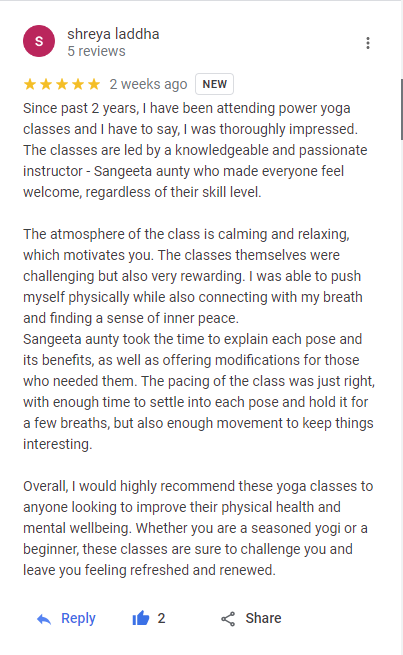 S
shreya laddha
5 reviews
2 weeks ago NEW
Since past 2 years, I have been attending power yoga
classes and I have to say, I was thoroughly impressed.
The classes are led by a knowledgeable and passionate
instructor - Sangeeta aunty who made everyone feel
welcome, regardless of their skill level.
The atmosphere of the class is calming and relaxing,
which motivates you. The classes themselves were
challenging but also very rewarding. I was able to push
myself physically while also connecting with my breath
and finding a sense of inner peace.
Sangeeta aunty took the time to explain each pose and
its benefits, as well as offering modifications for those
who needed them. The pacing of the class was just right,
with enough time to settle into each pose and hold it for
a few breaths, but also enough movement to keep things
interesting.
Overall, I would highly recommend these yoga classes to
anyone looking to improve their physical health and
mental wellbeing. Whether you are a seasoned yogi or a
beginner, these classes are sure to challenge you and
leave you feeling refreshed and renewed.
Reply 2 Share